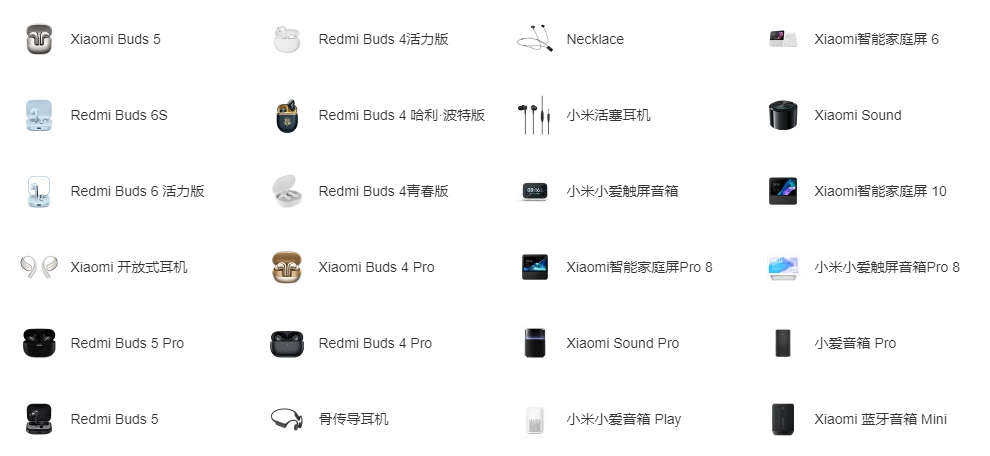 Xiaomi Buds 5
Redmi Buds 4活力版
Necklace
Xiaomi智能家庭屏 6
Redmi Buds 6S
Redmi Buds 4 哈利·波特版
小米活塞耳机
Xiaomi Sound
Redmi Buds 6 活力版
Redmi Buds 4青春版
小米小爱触屏音箱
Xiaomi智能家庭屏 10
Xiaomi 开放式耳机
Xiaomi Buds 4 Pro
Xiaomi智能家庭屏Pro 8
小米小爱触屏音箱Pro 8
Redmi Buds 5 Pro
Redmi Buds 4 Pro
Xiaomi Sound Pro
小爱音箱 Pro
Redmi Buds 5
骨传导耳机
小米小爱音箱 Play
Xiaomi 蓝牙音箱 Mini